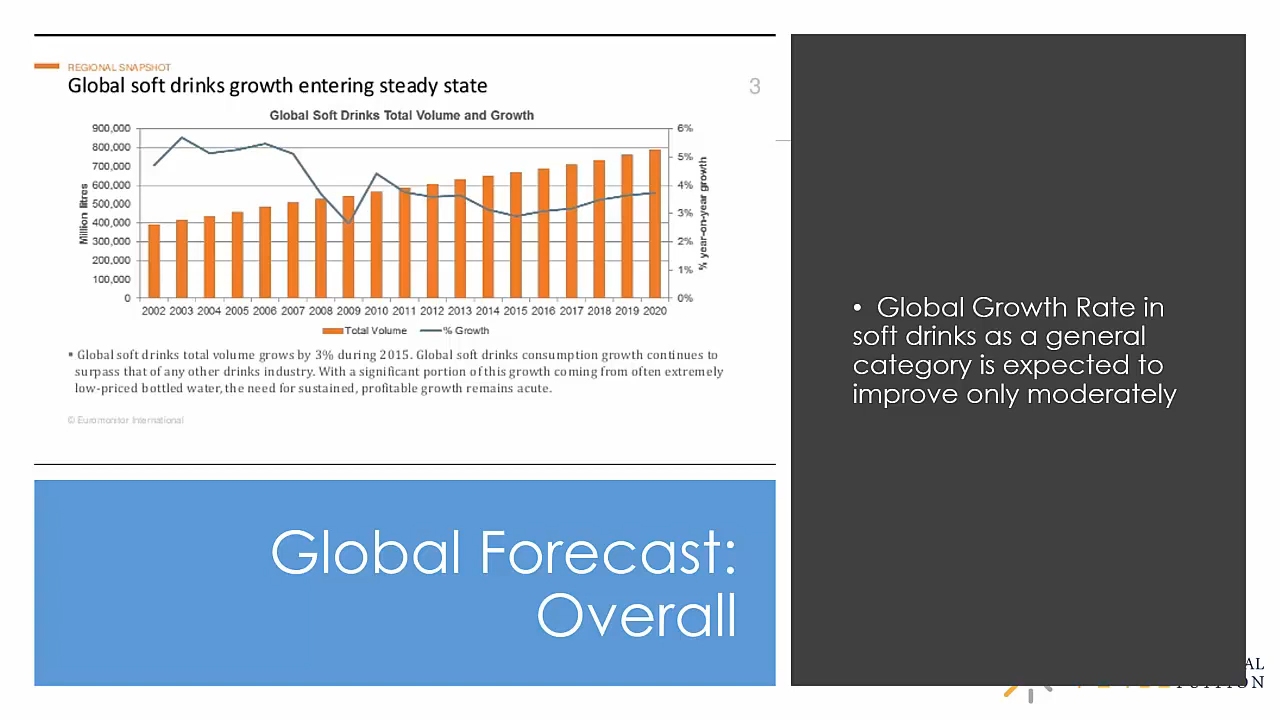 REGIONAL SNAPSHOT
Global soft drinks growth entering steady state
3
Global Soft Drinks Total Volume and Growth
900,000
800,000
700,000
600,000
500,000
400,000
300,000
200,000
100,000
0
Million litres
6%
5%
4%
3%
2%
1%
0%
% year-on-year growth
2002 2003 2004 2005 2006 2007 2008 2009 2010 2011 2012 2013 2014 2015 2016 2017 2018 2019 2020
Total Volume % Growth
▪ Global soft drinks total volume grows by 3% during 2015. Global soft drinks consumption growth continues to
surpass that of any other drinks industry. With a significant portion of this growth coming from often extremely
low-priced bottled water, the need for sustained, profitable growth remains acute.
© Euromonitor International
Global Forecast:
Overall
• Global Growth Rate in
soft drinks as a general
category is expected to
improve only moderately
AL